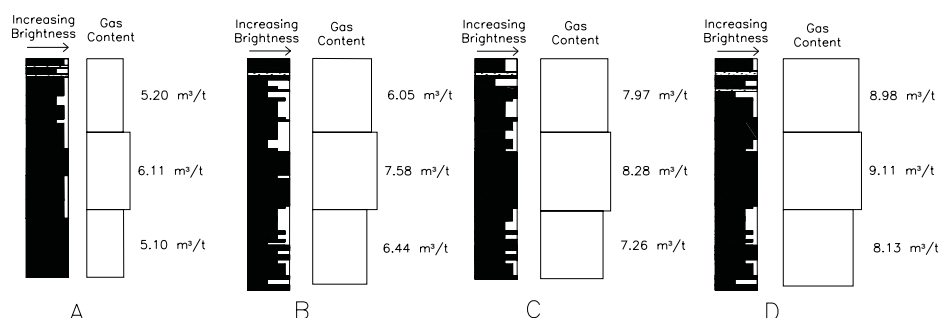 Increasing
Brightness
Gas
Content
5.20 m³/t
6.11 m³/t
5.10 m³/t
A
Increasing
Brightness
Gas
Content
6.05 m³/t
7.58 m³/t
6.44 m³/t
B
Increasing
Brightness
Gas
Content
7.97 m³/t
8.28 m³/t
7.26 m³/t
C
Increasing
Brightness
Gas
Content
8.98 m³/t
9.11 m³/t
8.13 m³/t
D